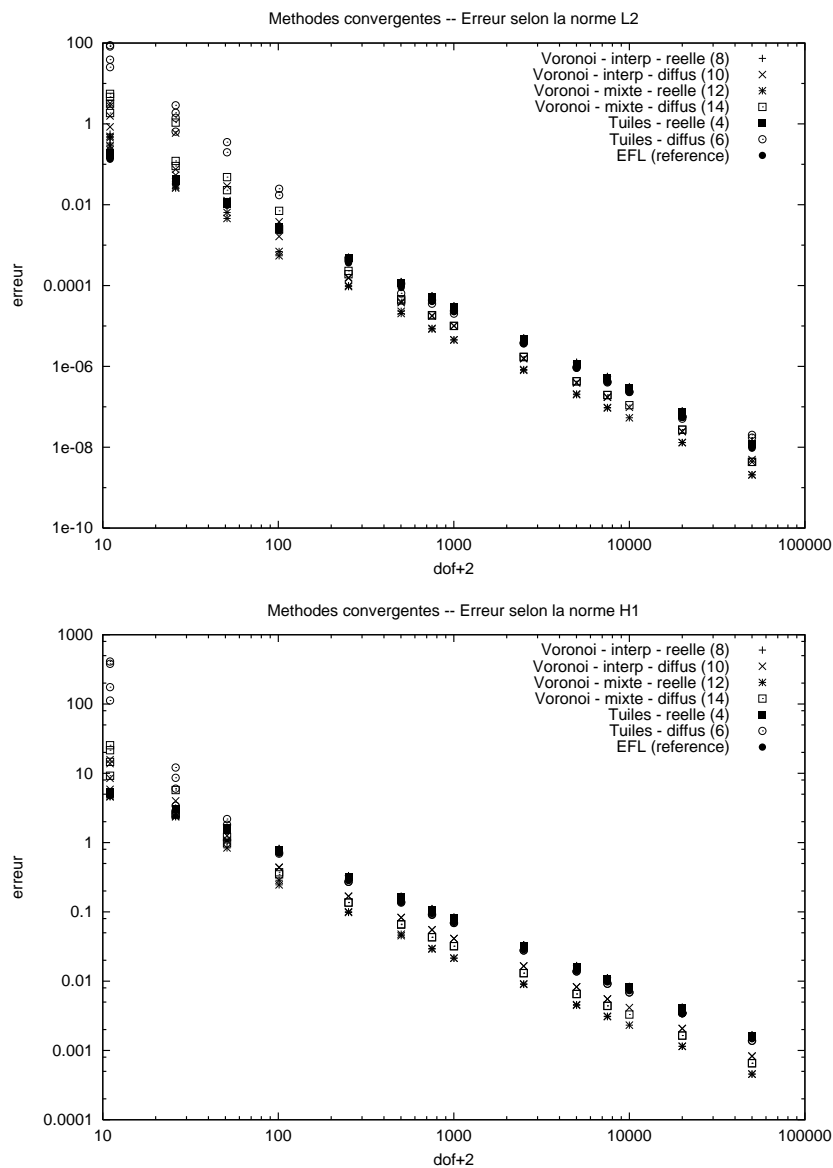 Methodes convergentes -- Erreur selon la norme L2
100
1
0.01
0.0001
1e-06
1e-08
1e-10
erreur
Voronoi - interp - reelle (8)
Voronoi - interp - diffus (10)
Voronoi - mixte - reelle (12)
Voronoi - mixte - diffus (14)
Tuiles - reelle (4)
Tuiles - diffus (6)
EFL (reference)
10 100 1000 10000 100000
dof+2
Methodes convergentes -- Erreur selon la norme H1
1000
100
10
1
0.1
0.01
0.001
0.0001
erreur
Voronoi - interp - reelle (8)
Voronoi - interp - diffus (10)
Voronoi - mixte - reelle (12)
Voronoi - mixte - diffus (14)
Tuiles - reelle (4)
Tuiles - diffus (6)
EFL (reference)
10 100 1000 10000 100000
dof+2